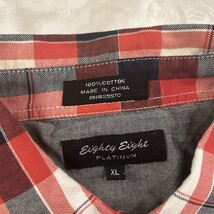 100% COTTON
MADE IN CHINA
Eighty Eight
PLATINUM
XL